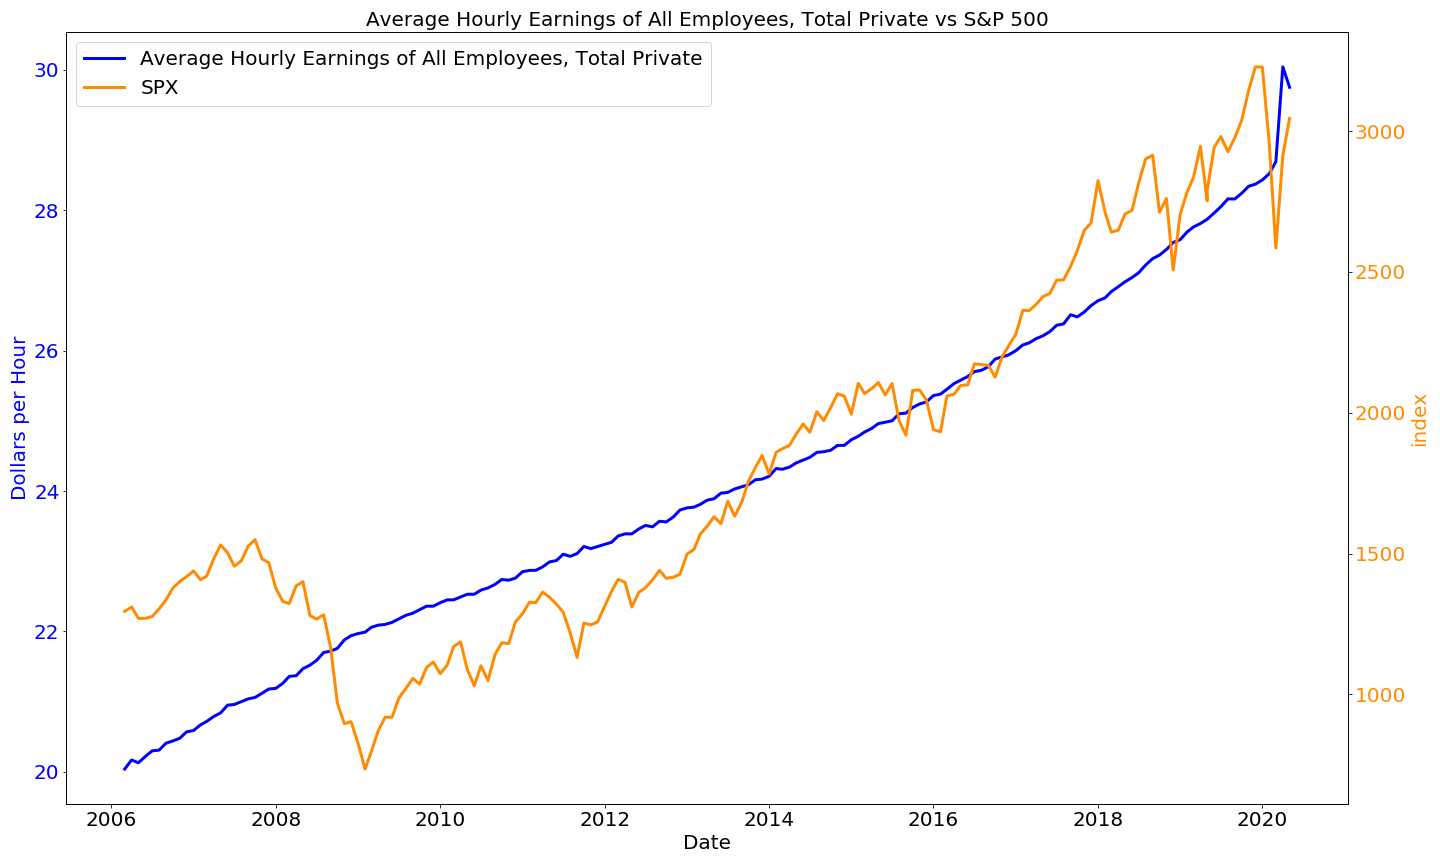 Average Hourly Earnings of All Employees, Total Private vs S&P 500
Average Hourly Earnings of All Employees, Total Private
SPX
Dollars per Hour
30
28
26
24
22
20
3000
2500
2000
1500
1000
index
2006 2008 2010 2012 2014 2016 2018 2020
Date